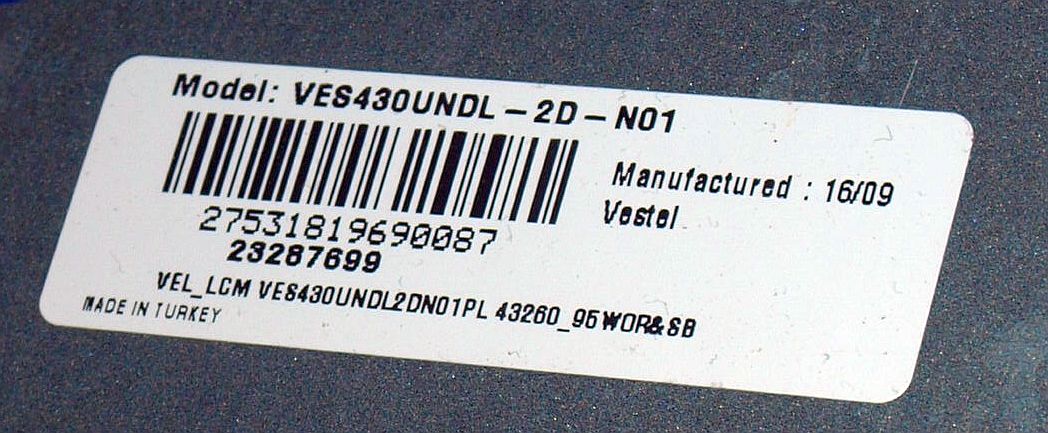 Model: VES430UNDL-2D-N01
Manufactured : 16/09
Vestel
27531819690087
23287699
VEL_LCM VES430UNDL2DN01PL 43260_95WOR&SB
MADE IN TURKEY